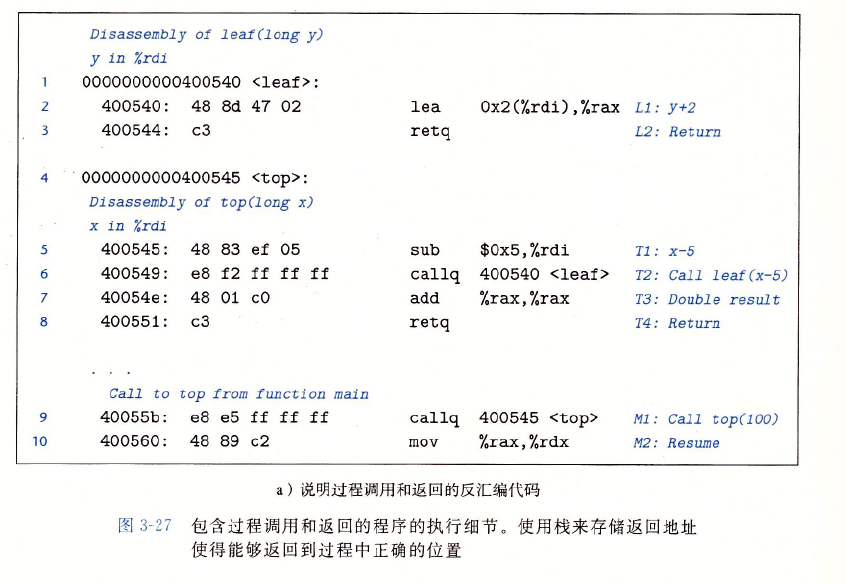 Disassembly of leaf(long y)
y in %rdi
1 0000000000400540 <leaf>:
2 400540: 48 8d 47 02 lea 0x2(%rdi),%rax L1: y+2
3 400544: c3 retq L2: Return
4 0000000000400545 <top>:
Disassembly of top(long x)
x in %rdi
5 400545: 48 83 ef 05 sub $0x5,%rdi T1: x-5
6 400549: e8 f2 ff ff ff callq 400540 <leaf> T2: Call leaf(x-5)
7 40054e: 48 01 c0 add %rax,%rax T3: Double result
8 400551: c3 retq T4: Return
. . .
Call to top from function main
9 40055b: e8 e5 ff ff ff callq 400545 <top> M1: Call top(100)
10 400560: 48 89 c2 mov %rax,%rdx M2: Resume
a）说明过程调用和返回的反汇编代码
图 3-27 包含过程调用和返回的程序的执行细节。使用栈来存储返回地址
使得能够返回到过程中正确的位置